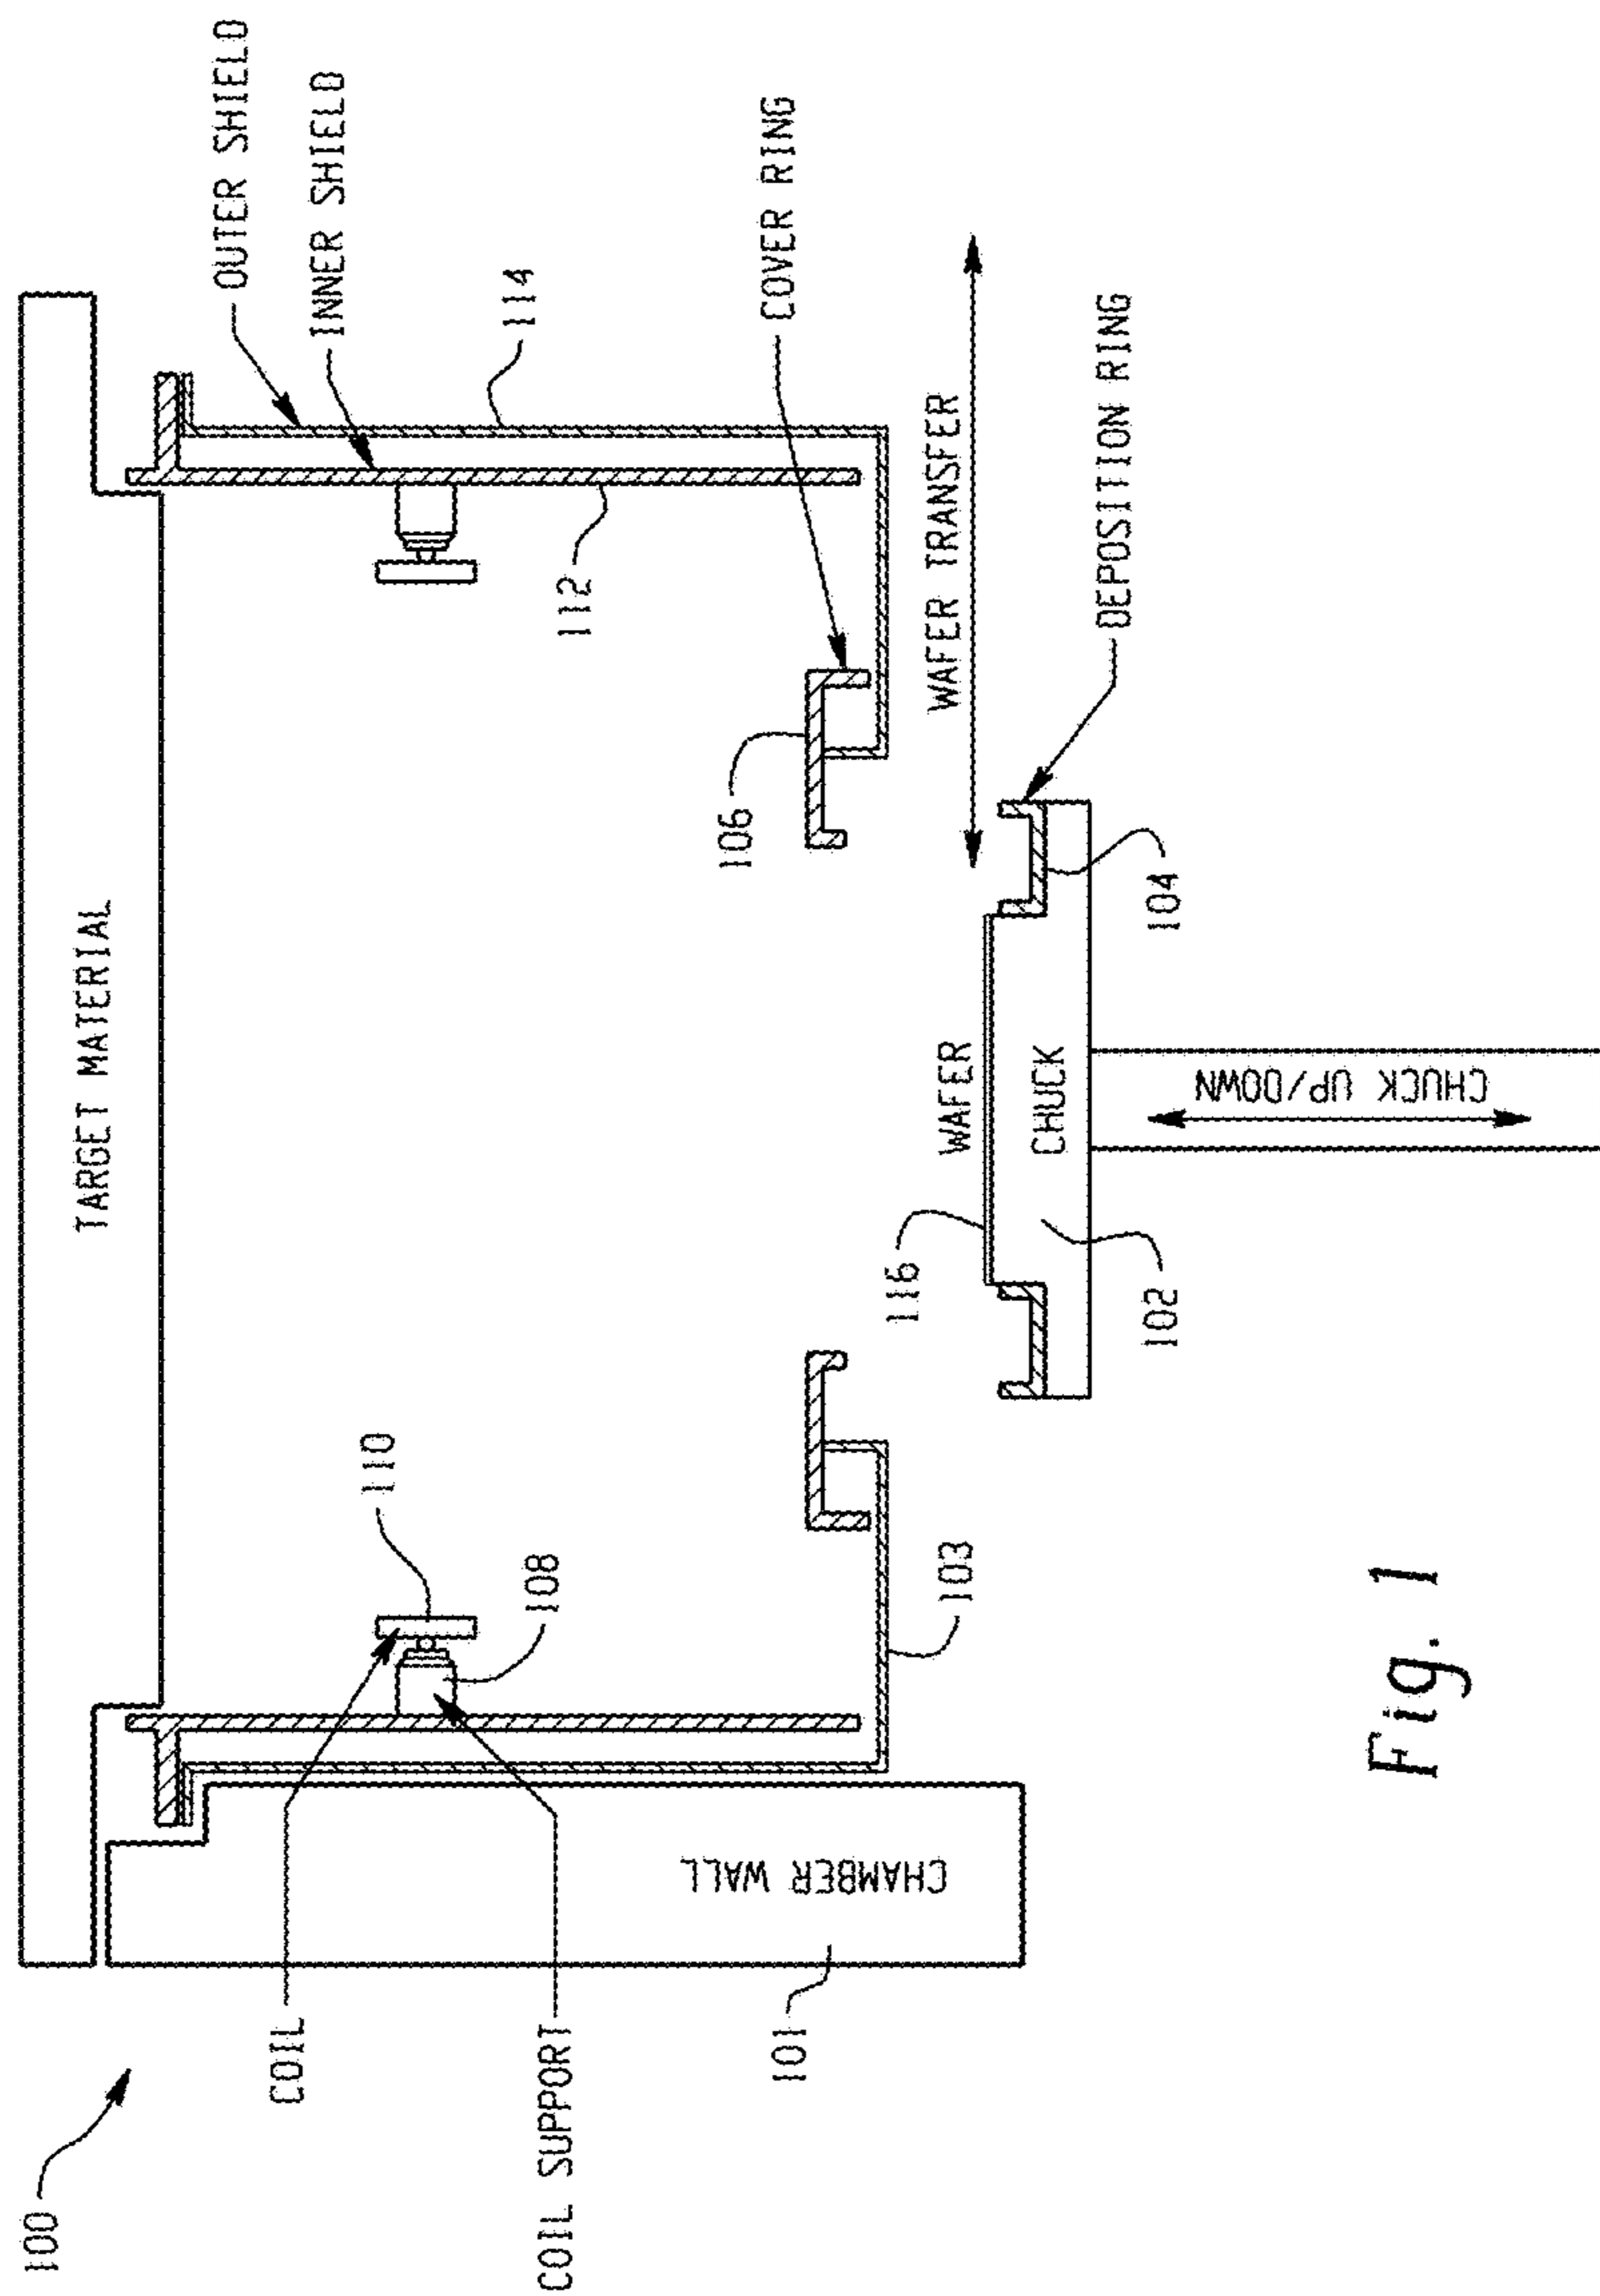 100
TARGET MATERIAL
OUTER SHIELD
INNER SHIELD
COIL
110
114
COIL SUPPORT
108
112
COVER RING
106
101
CHAMBER WALL
103
WAFER TRANSFER
WAFER
116
CHUCK
DEPOSITION RING
104
102
CHUCK UP/DOWN
Fig. 1